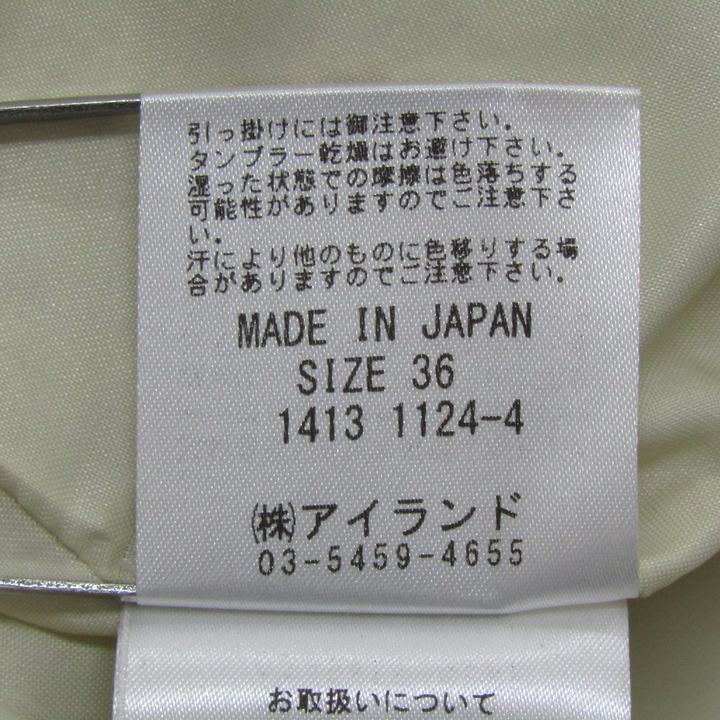 引っ掛けには御注意下さい。
タンブラー乾燥はお避け下さい。
湿った状態での摩擦は色落ちする
可能性がありますのでご注意下さ
い。
汗により他のものに色移りする場
合がありますのでご注意下さい。
MADE IN JAPAN
SIZE 36
1413 1124-4
㈱アイランド
03-5459-4655
お取扱いについて